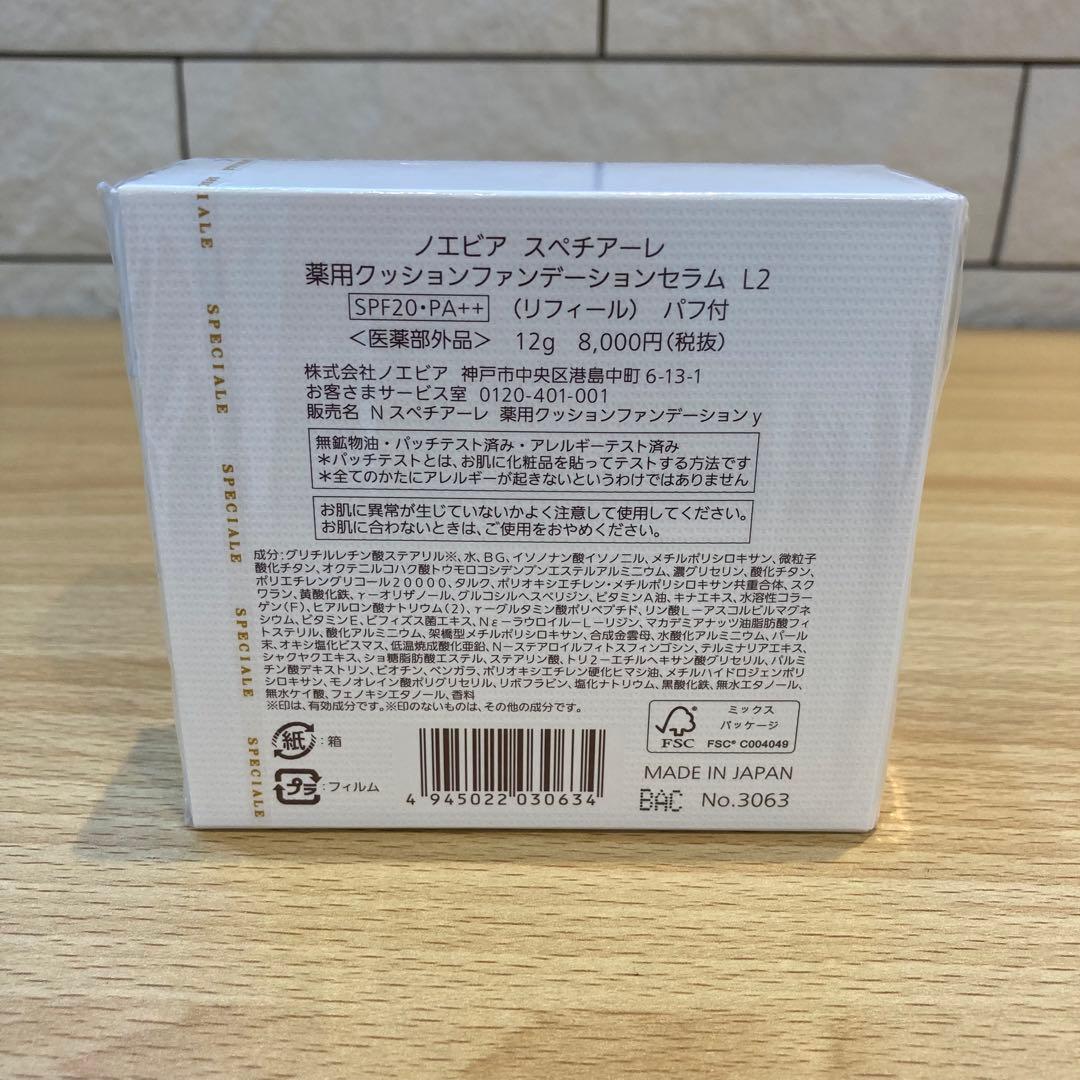 ノエビア スペチアーレ
薬用クッションファンデーションセラム L2
SPF20・PA++ (リフィール) パフ付
<医薬部外品> 12g 8,000円(税抜)
株式会社ノエビア 神戸市中央区港島中町6-13-1
お客さまサービス室 0120-401-001
販売名 N スペチアーレ 薬用クッションファンデーションy
無鉱物油・パッチテスト済み・アレルギーテスト済み
*パッチテストとは、お肌に化粧品を貼ってテストする方法です
*全てのかたにアレルギーが起きないというわけではありません
お肌に異常が生じていないかよく注意して使用してください。
お肌に合わないときは、ご使用をおやめください。
成分:グリチルレチン酸ステアリル※、水、BG、イソノナン酸イソノニル、メチルポリシロキサン、微粒子
酸化チタン、オクテニルコハク酸トウモロコシデンプンエステルアルミニウム、濃グリセリン、酸化チタン、
ポリエチレングリコール20000、タルク、ポリオキシエチレン・メチルポリシロキサン共重合体、スク
ワラン、黄酸化鉄、γーオリザノール、グルコシルヘスペリジン、ビタミンA油、キナエキス、水溶性コラー
ゲン(F)、ヒアルロン酸ナトリウム(2)、γーグルタミン酸ポリペプチド、リン酸Lーアスコルビルマグネ
シウム、ビタミンE、ビフィズス菌エキス、NεーラウロイルーLーリジン、マカデミアナッツ油脂肪酸フィ
トステリル、酸化アルミニウム、架橋型メチルポリシロキサン、合成金雲母、水酸化アルミニウム、パール
末、オキシ塩化ビスマス、低温焼成酸化亜鉛、Nーステアロイルフィトスフィンゴシン、テルミナリアエキス、
シャクヤクエキス、ショ糖脂肪酸エステル、ステアリン酸、トリ2ーエチルヘキサン酸グリセリル、パルミ
チン酸デキストリン、ビオチン、ベンガラ、ポリオキシエチレン硬化ヒマシ油、メチルハイドロジェンポリ
シロキサン、モノオレイン酸ポリグリセリル、リボフラビン、塩化ナトリウム、黒酸化鉄、無水エタノール、
無水ケイ酸、フェノキシエタノール、香料
※印は、有効成分です。※印のないものは、その他の成分です。
紙 :箱
プラ :フィルム
4 945022 030634
FSC
ミックス
パッケージ
FSC® C004049
MADE IN JAPAN
BAC No.3063
SPECIALE
SPECIALE
SPECIALE
SPECIALE
IALE